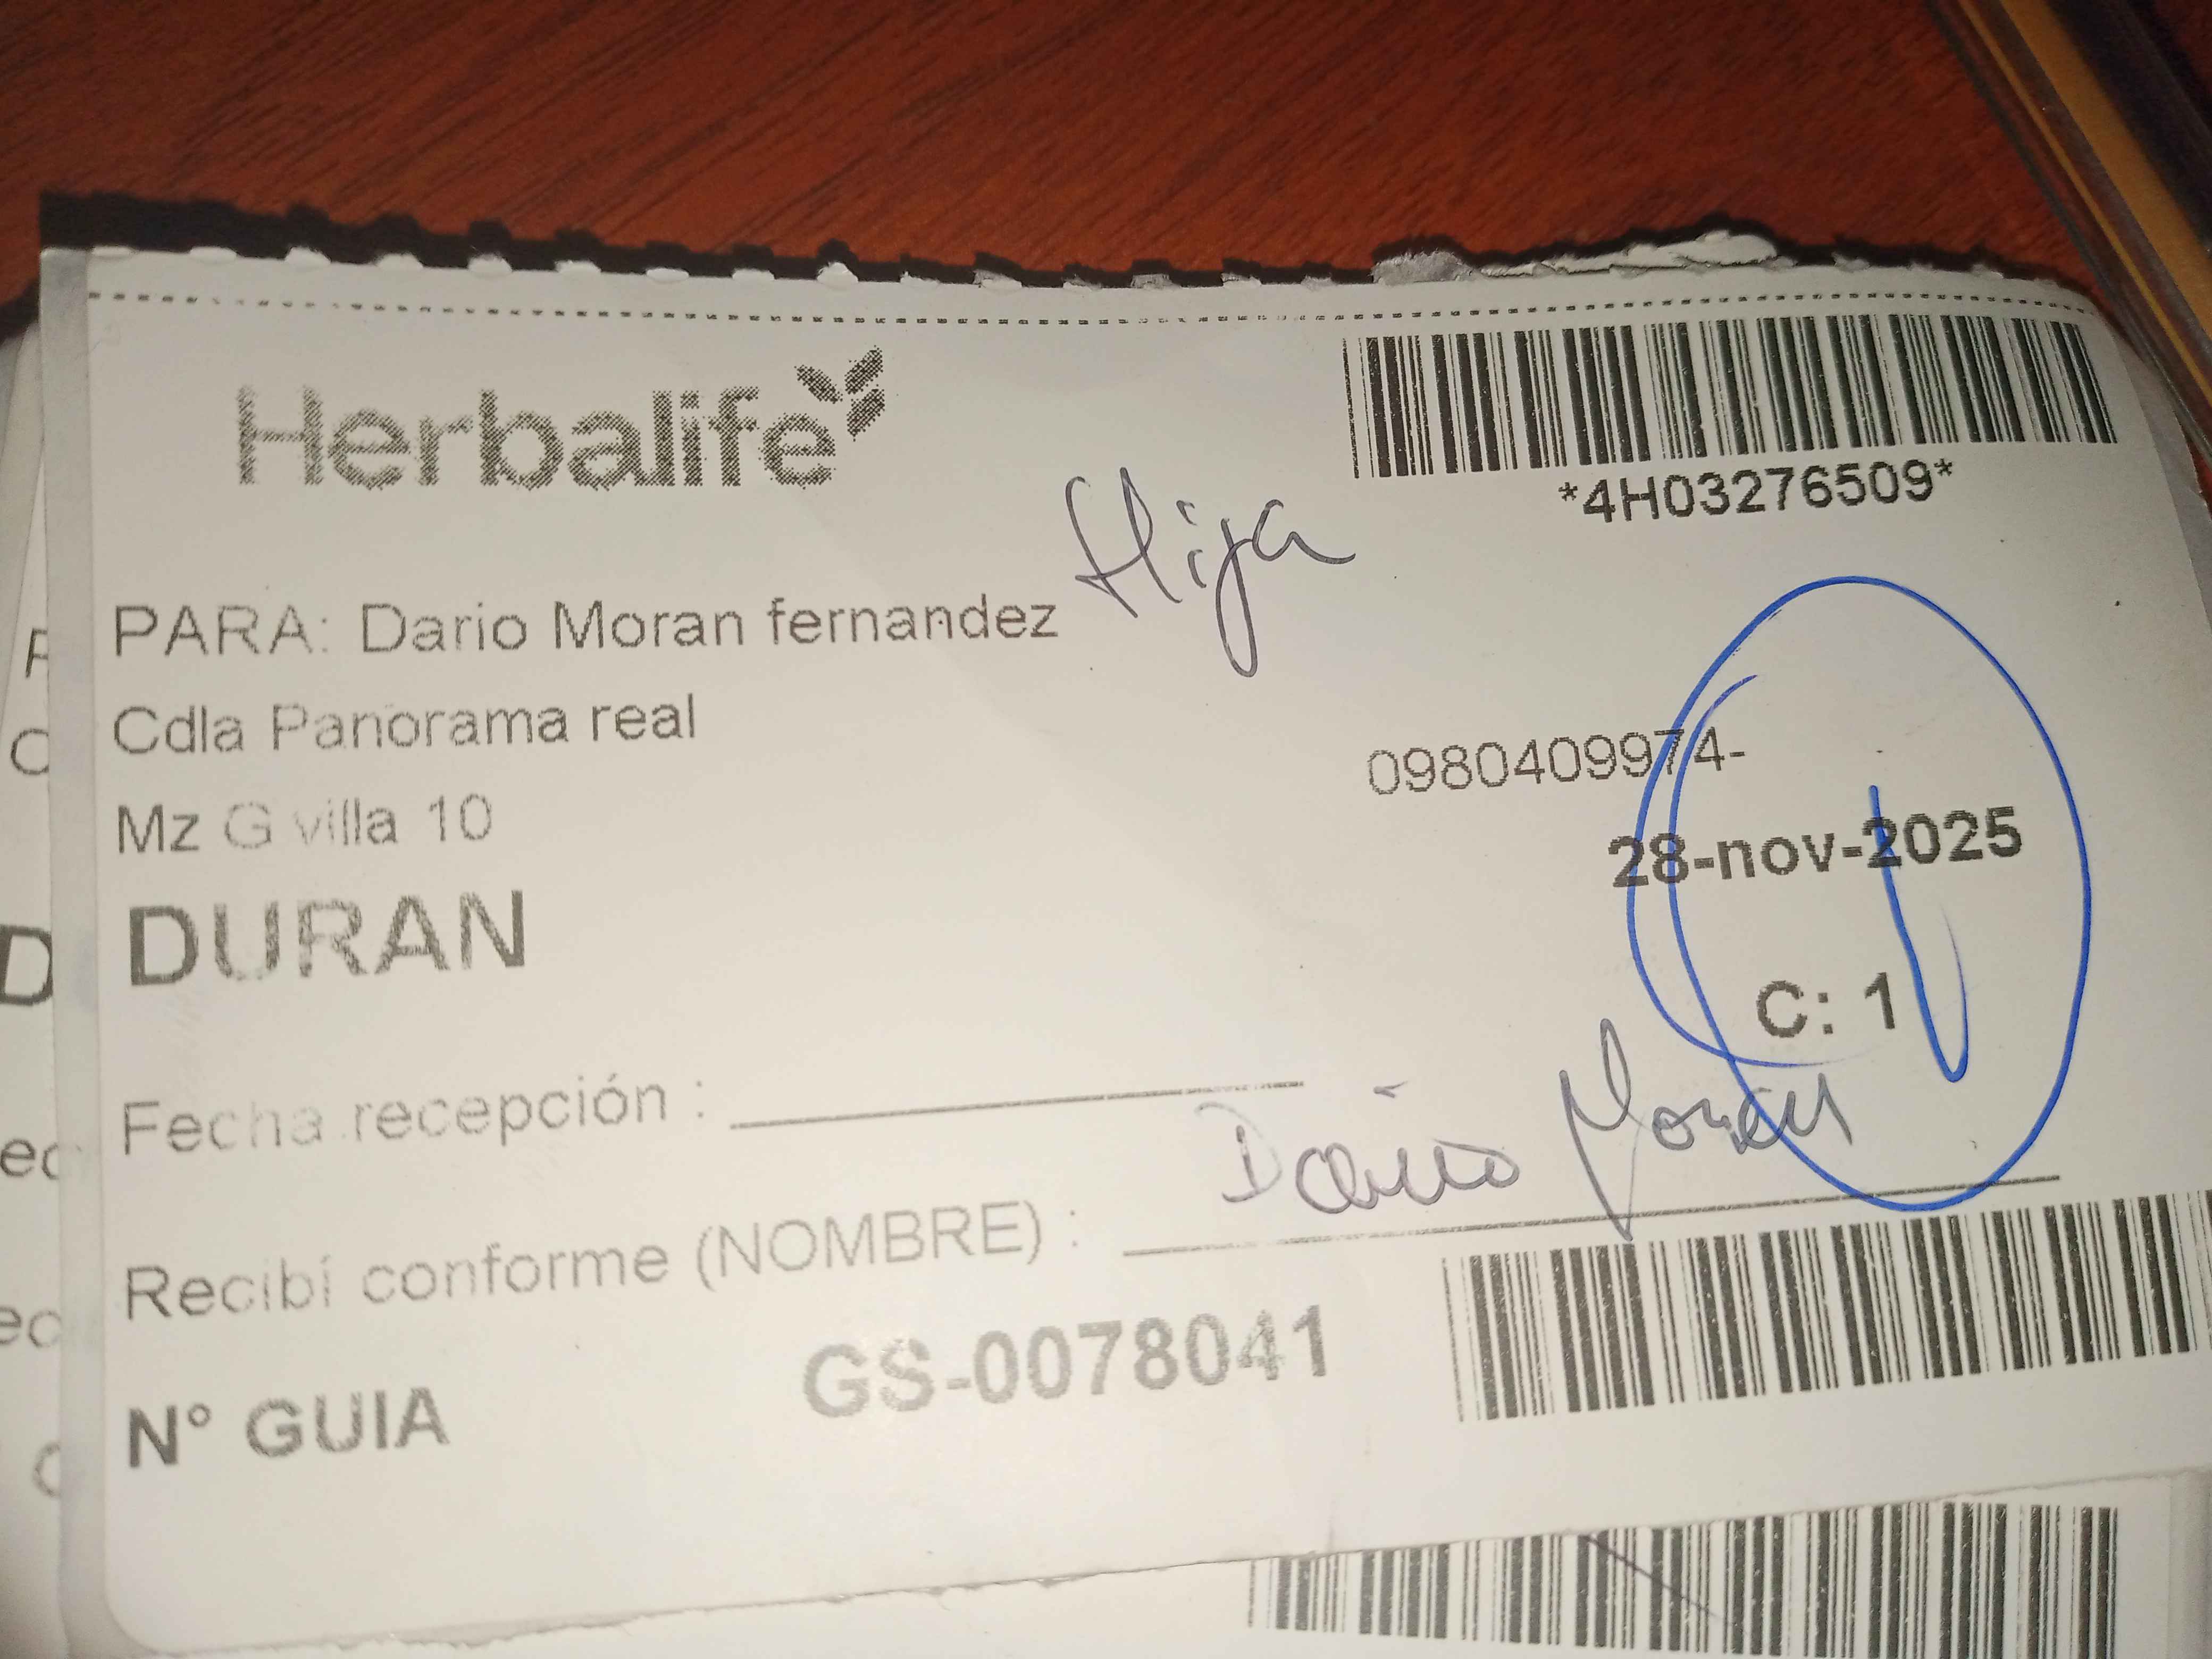 Herbalife
*4H03276509*
Hija
PARA: Dario Moran fernandez
Cdla Panorama real
0980409974-
Mz G villa 10
28-nov-2025
DURAN
C: 1
Fecha recepción :
Dario Moran
Recibí conforme (NOMBRE) :
N° GUIA GS-0078041